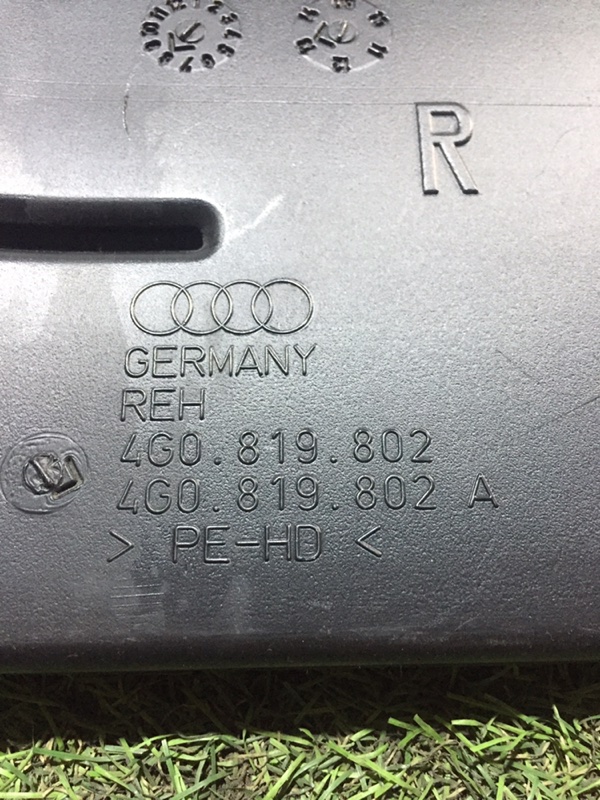 R
GERMANY
REH
4G0.819.802
4G0.819.802 A
> PE-HD <